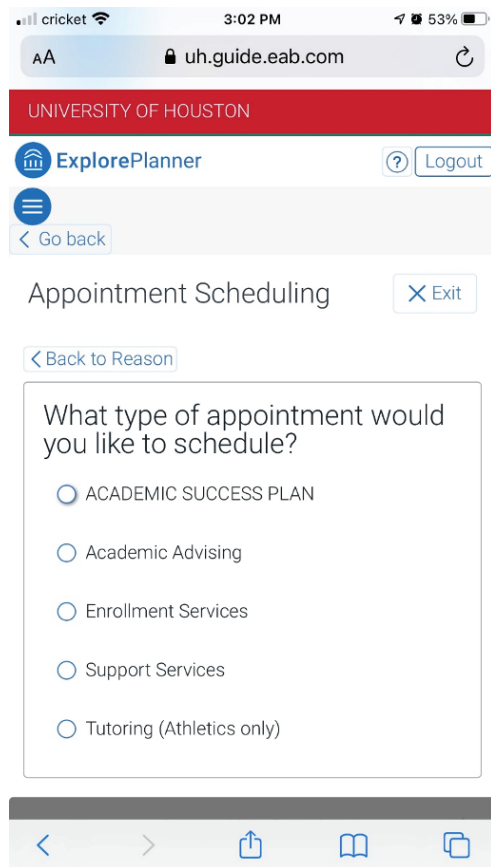 cricket 3:02 PM 53%
AA uh.guide.eab.com
UNIVERSITY OF HOUSTON
ExplorePlanner ? Logout
Go back
Appointment Scheduling Exit
Back to Reason
What type of appointment would
you like to schedule?
ACADEMIC SUCCESS PLAN
Academic Advising
Enrollment Services
Support Services
Tutoring (Athletics only)